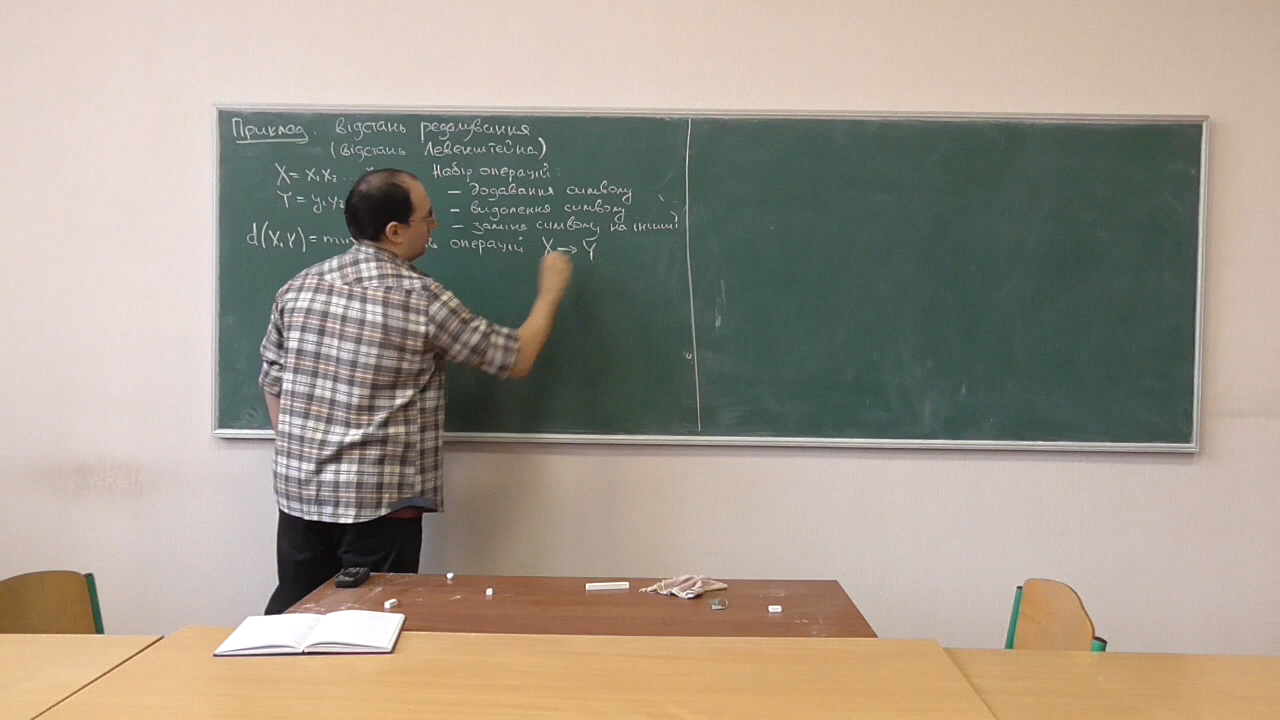 Приклад. Відстань редагування
(відстань Левенштейна)
X = x₁x₂... Набір операцій:
Y = y₁y₂ – додавання символу
– видалення символу
– заміна символу на інший
d(X,Y) = min операцій X → Y